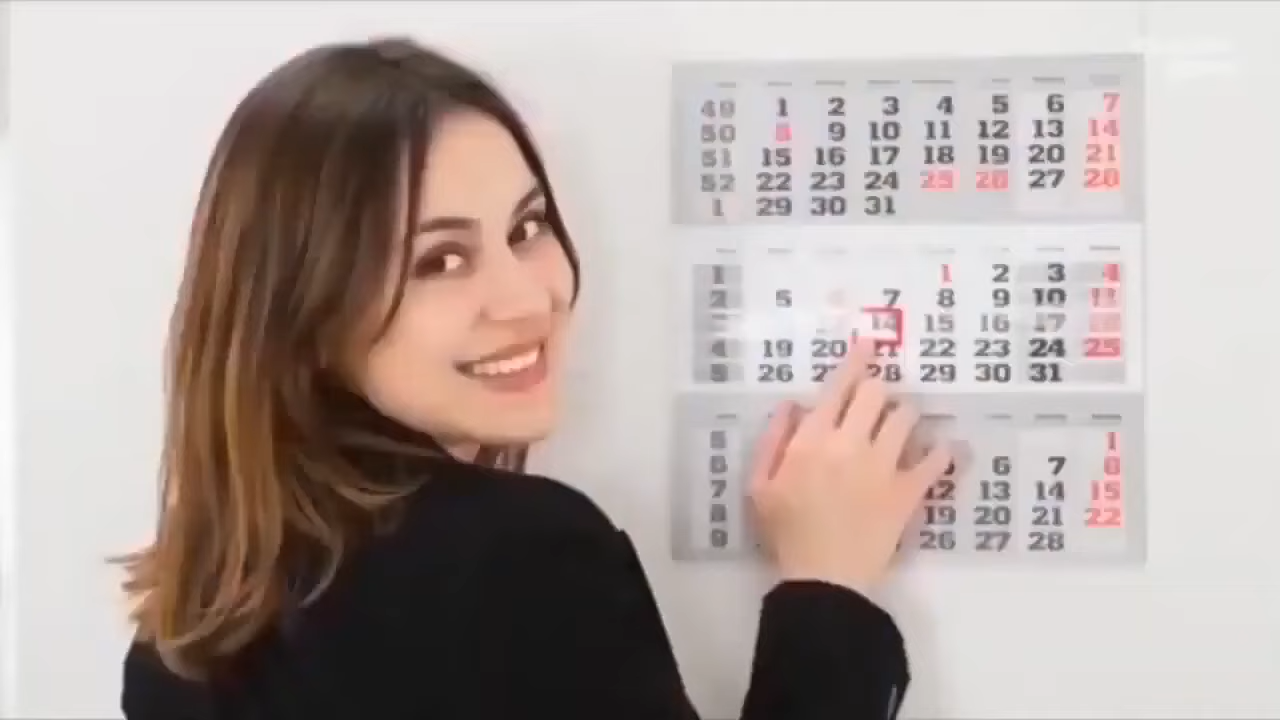 49 1 2 3 4 5 6 7
50 8 9 10 11 12 13 14
51 15 16 17 18 19 20 21
52 22 23 24 25 26 27 28
1 29 30 31
1 1 2 3 4
2 5 7 8 9 10 11
14 15 16 17
4 19 20 21 22 23 24 25
5 26 28 29 30 31
5 1
6 6 7 8
7 12 13 14 15
8 19 20 21 22
9 26 27 28